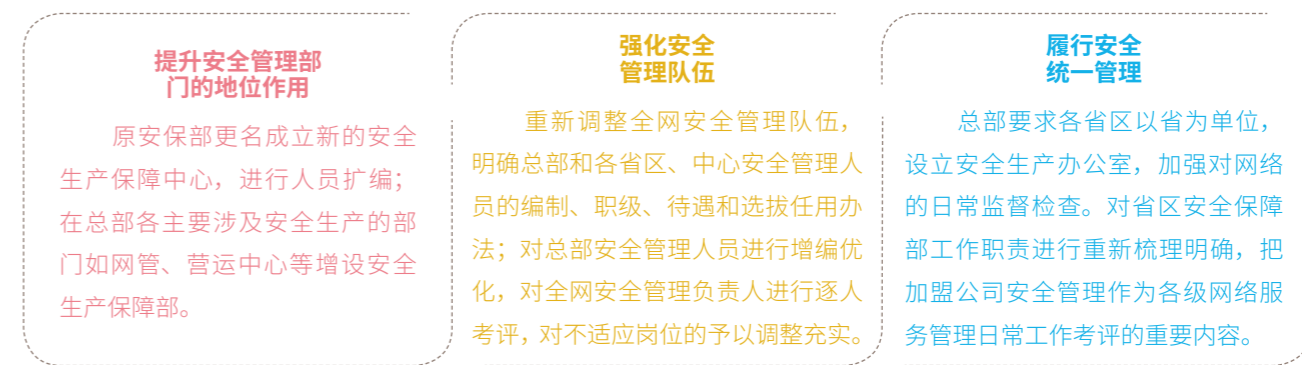 提升安全管理部
门的地位作用
原安保部更名成立新的安全
生产保障中心，进行人员扩编；
在总部各主要涉及安全生产的部
门如网管、营运中心等增设安全
生产保障部。
强化安全
管理队伍
重新调整全网安全管理队伍，
明确总部和各省区、中心安全管理人
员的编制、职级、待遇和选拔任用办
法；对总部安全管理人员进行增编优
化，对全网安全管理负责人进行逐人
考评，对不适应岗位的予以调整充实。
履行安全
统一管理
总部要求各省区以省为单位，
设立安全生产办公室，加强对网络
的日常监督检查。对省区安全保障
部工作职责进行重新梳理明确，把
加盟公司安全管理作为各级网络服
务管理日常工作考评的重要内容。